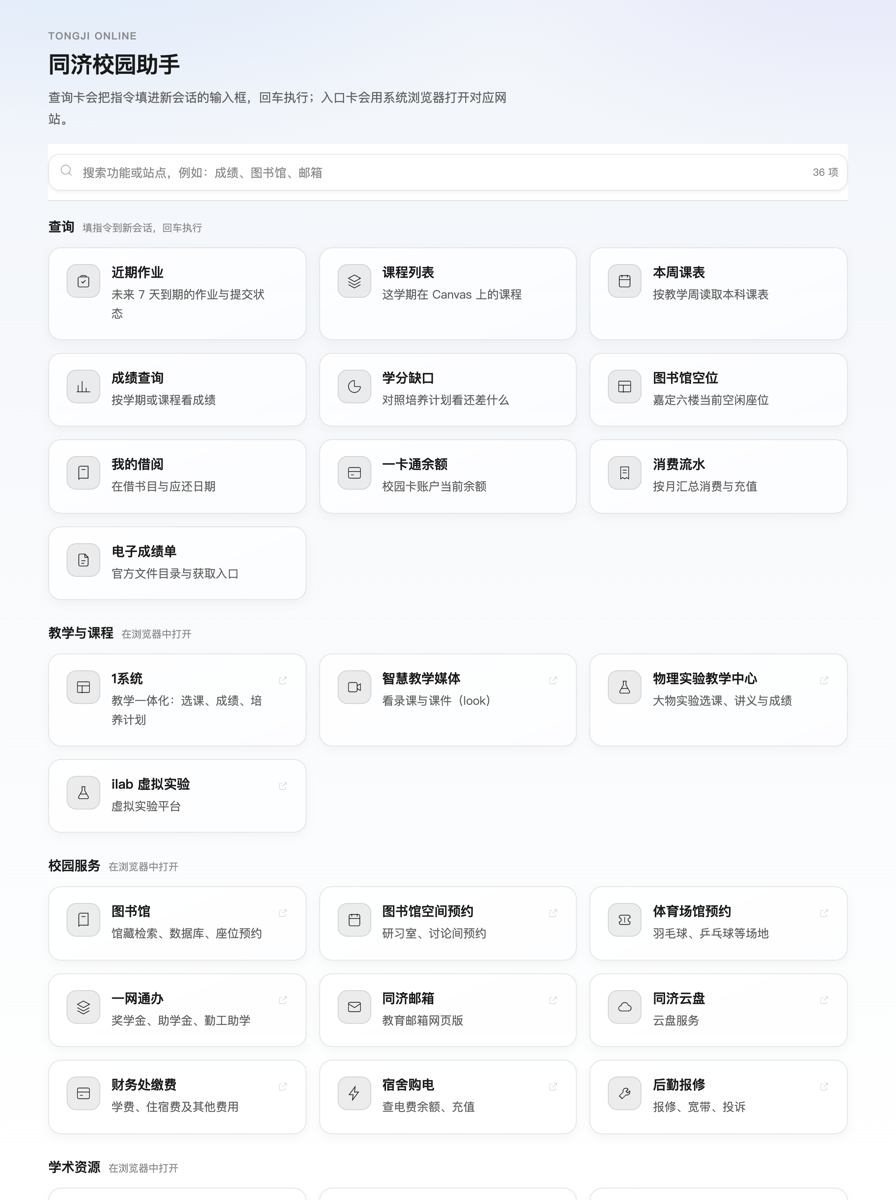 TONGJI ONLINE
同济校园助手
查询卡会把指令填进新会话的输入框，回车执行；入口卡会用系统浏览器打开对应网
站。
搜索功能或站点，例如：成绩、图书馆、邮箱
36 项
查询 填指令到新会话，回车执行
近期作业
未来 7 天到期的作业与提交状
态
课程列表
这学期在 Canvas 上的课程
本周课表
按教学周读取本科课表
成绩查询
按学期或课程看成绩
学分缺口
对照培养计划看还差什么
图书馆空位
嘉定六楼当前空闲座位
我的借阅
在借书目与应还日期
一卡通余额
校园卡账户当前余额
消费流水
按月汇总消费与充值
电子成绩单
官方文件目录与获取入口
教学与课程 在浏览器中打开
1系统
教学一体化：选课、成绩、培
养计划
智慧教学媒体
看录课与课件（look）
物理实验教学中心
大物实验选课、讲义与成绩
ilab 虚拟实验
虚拟实验平台
校园服务 在浏览器中打开
图书馆
馆藏检索、数据库、座位预约
图书馆空间预约
研习室、讨论间预约
体育场馆预约
羽毛球、乒乓球等场地
一网通办
奖学金、助学金、勤工助学
同济邮箱
教育邮箱网页版
同济云盘
云盘服务
财务处缴费
学费、住宿费及其他费用
宿舍购电
查电费余额、充值
后勤报修
报修、宽带、投诉
学术资源 在浏览器中打开